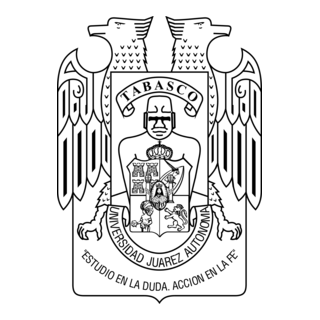 TABASCO
UNIVERSIDAD JUAREZ AUTONOMA
"ESTUDIO EN LA DUDA. ACCION EN LA FE"